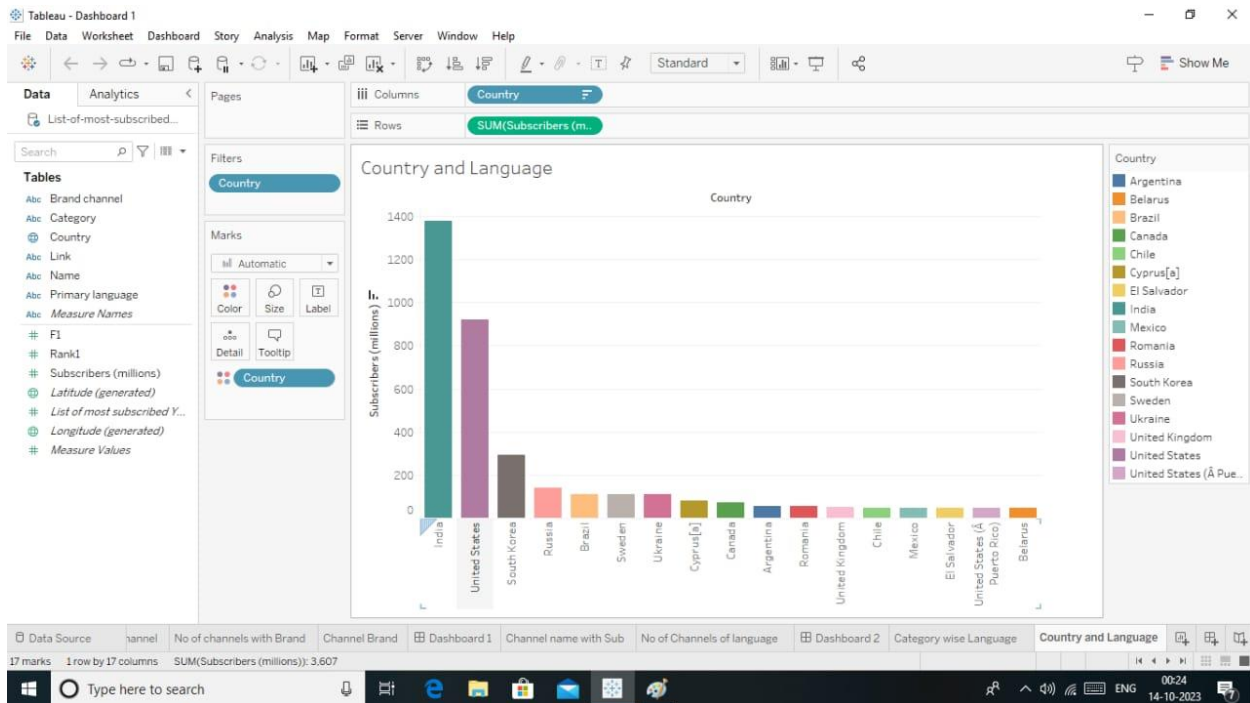 Tableau - Dashboard 1
File Data Worksheet Dashboard Story Analysis Map Format Server Window Help
Standard
Show Me
Data Analytics
List-of-most-subscribed...
Search
Tables
Abc Brand channel
Abc Category
Country
Abc Link
Abc Name
Abc Primary language
Abc Measure Names
# F1
# Rank1
# Subscribers (millions)
Latitude (generated)
# List of most subscribed Y...
Longitude (generated)
# Measure Values
Pages
Filters
Country
Marks
Automatic
Color Size Label
Detail Tooltip
Country
Columns Country
Rows SUM(Subscribers (m..
Country and Language
Country
Subscribers (millions)
1400
1200
1000
800
600
400
200
0
India
United States
South Korea
Russia
Brazil
Sweden
Ukraine
Cyprus[a]
Canada
Argentina
Romania
United Kingdom
Chile
Mexico
El Salvador
United States (Â
Puerto Rico)
Belarus
Country
Argentina
Belarus
Brazil
Canada
Chile
Cyprus[a]
El Salvador
India
Mexico
Romania
Russia
South Korea
Sweden
Ukraine
United Kingdom
United States
United States (Â Pue..
Data Source hannel No of channels with Brand Channel Brand Dashboard 1 Channel name with Sub No of Channels of language Dashboard 2 Category wise Language Country and Language
17 marks 1 row by 17 columns SUM(Subscribers (millions)): 3,607
Type here to search
ENG
00:24
14-10-2023
7